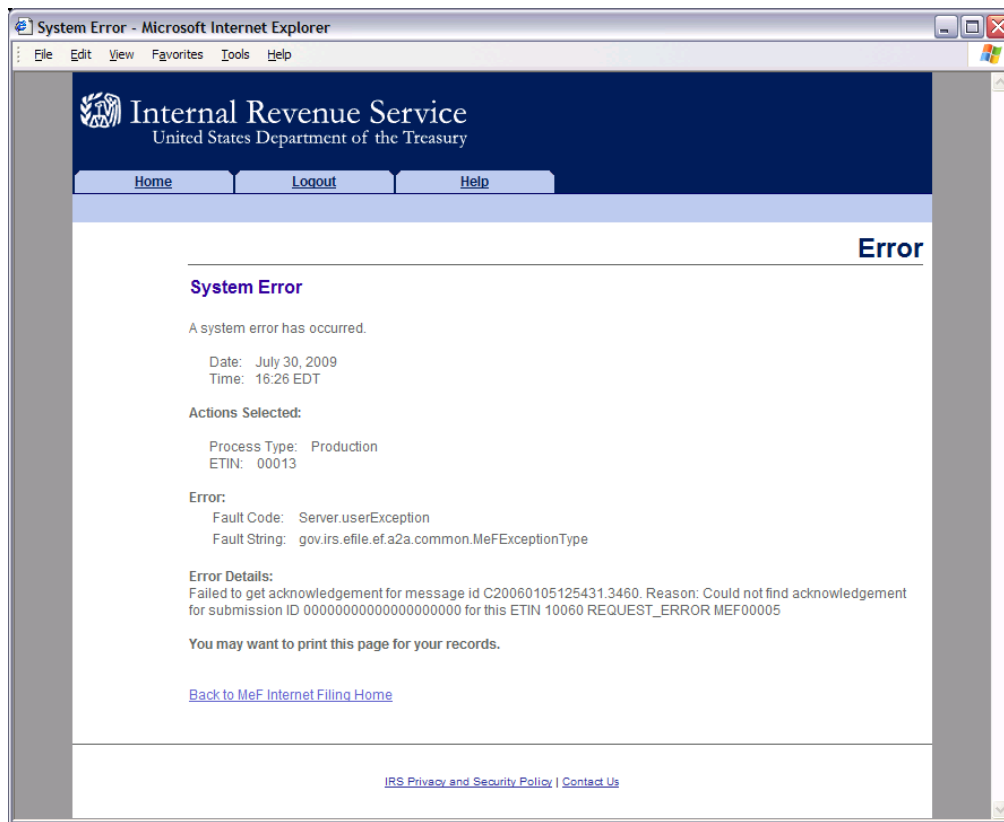 System Error - Microsoft Internet Explorer
File Edit View Favorites Tools Help
Internal Revenue Service
United States Department of the Treasury
Home Logout Help
Error
System Error
A system error has occurred.
Date: July 30, 2009
Time: 16:26 EDT
Actions Selected:
Process Type: Production
ETIN: 00013
Error:
Fault Code: Server.userException
Fault String: gov.irs.efile.ef.a2a.common.MeFExceptionType
Error Details:
Failed to get acknowledgement for message id C20060105125431.3460. Reason: Could not find acknowledgement
for submission ID 00000000000000000000 for this ETIN 10060 REQUEST_ERROR MEF00005
You may want to print this page for your records.
Back to MeF Internet Filing Home
IRS Privacy and Security Policy | Contact Us